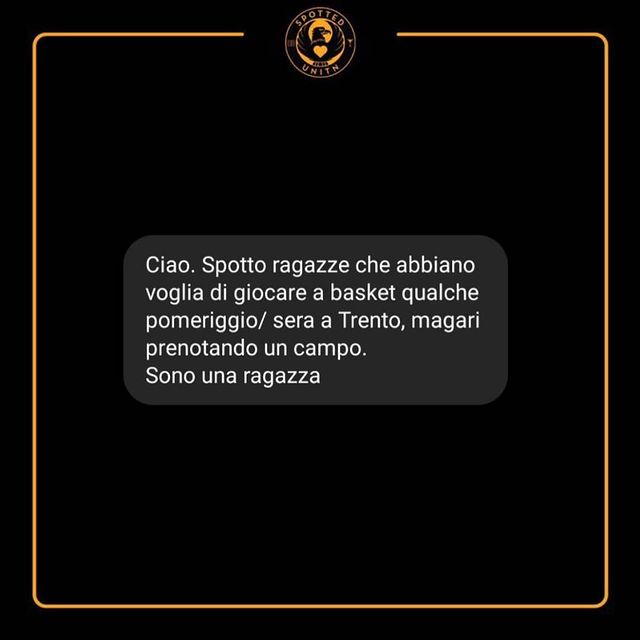 SPOTTED
UNITN
Ciao. Spotto ragazze che abbiano
voglia di giocare a basket qualche
pomeriggio/ sera a Trento, magari
prenotando un campo.
Sono una ragazza